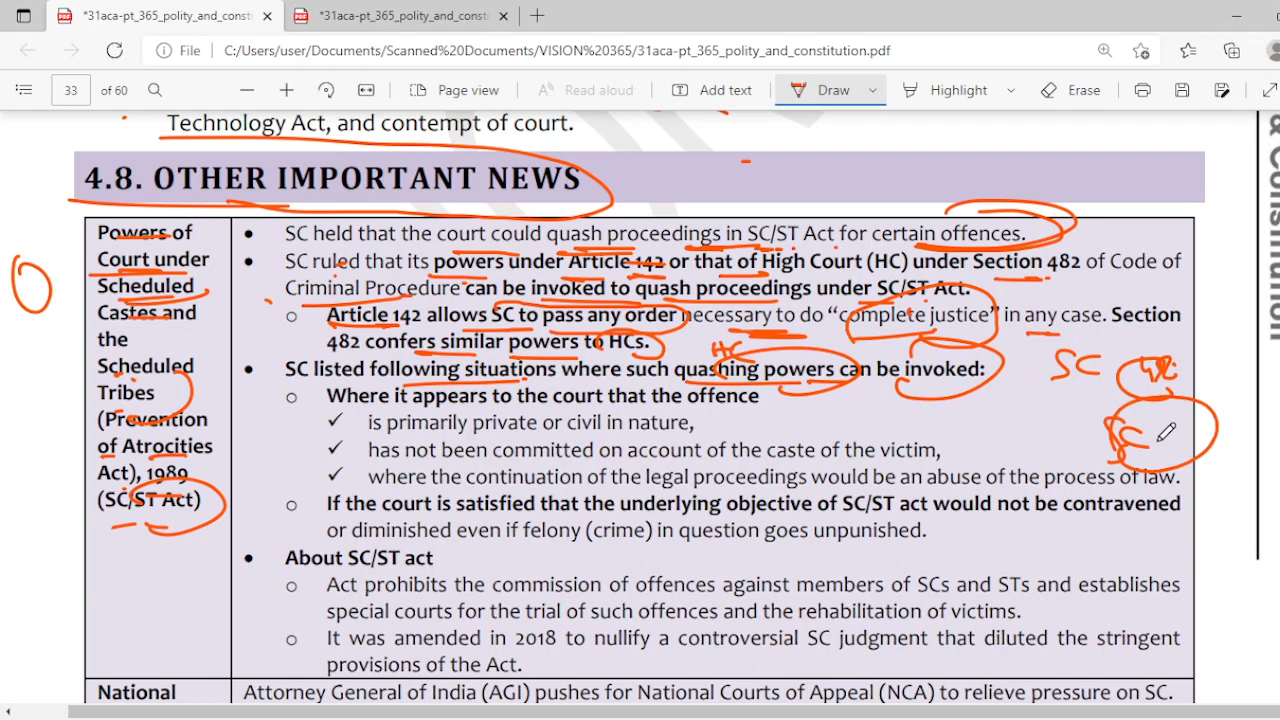 *31aca-pt_365_polity_and_const
*31aca-pt_365_polity_and_const
File
C:/Users/user/Documents/Scanned%20Documents/VISION%20365/31aca-pt_365_polity_and_constitution.pdf
33 of 60
Page view
Read aloud
Add text
Draw
Highlight
Erase
Technology Act, and contempt of court.
4.8. OTHER IMPORTANT NEWS
Powers of
Court under
Scheduled
Castes and
the
Scheduled
Tribes
(Prevention
of Atrocities
Act), 1989
(SC/ST Act)
• SC held that the court could quash proceedings in SC/ST Act for certain offences.
• SC ruled that its powers under Article 142 or that of High Court (HC) under Section 482 of Code of
Criminal Procedure can be invoked to quash proceedings under SC/ST Act.
o Article 142 allows SC to pass any order necessary to do “complete justice” in any case. Section
482 confers similar powers to HCs.
HC
• SC listed following situations where such quashing powers can be invoked:
SC
o Where it appears to the court that the offence
✓ is primarily private or civil in nature,
✓ has not been committed on account of the caste of the victim,
✓ where the continuation of the legal proceedings would be an abuse of the process of law.
o If the court is satisfied that the underlying objective of SC/ST act would not be contravened
or diminished even if felony (crime) in question goes unpunished.
• About SC/ST act
o Act prohibits the commission of offences against members of SCs and STs and establishes
special courts for the trial of such offences and the rehabilitation of victims.
o It was amended in 2018 to nullify a controversial SC judgment that diluted the stringent
provisions of the Act.
National
Attorney General of India (AGI) pushes for National Courts of Appeal (NCA) to relieve pressure on SC.
& Constitution